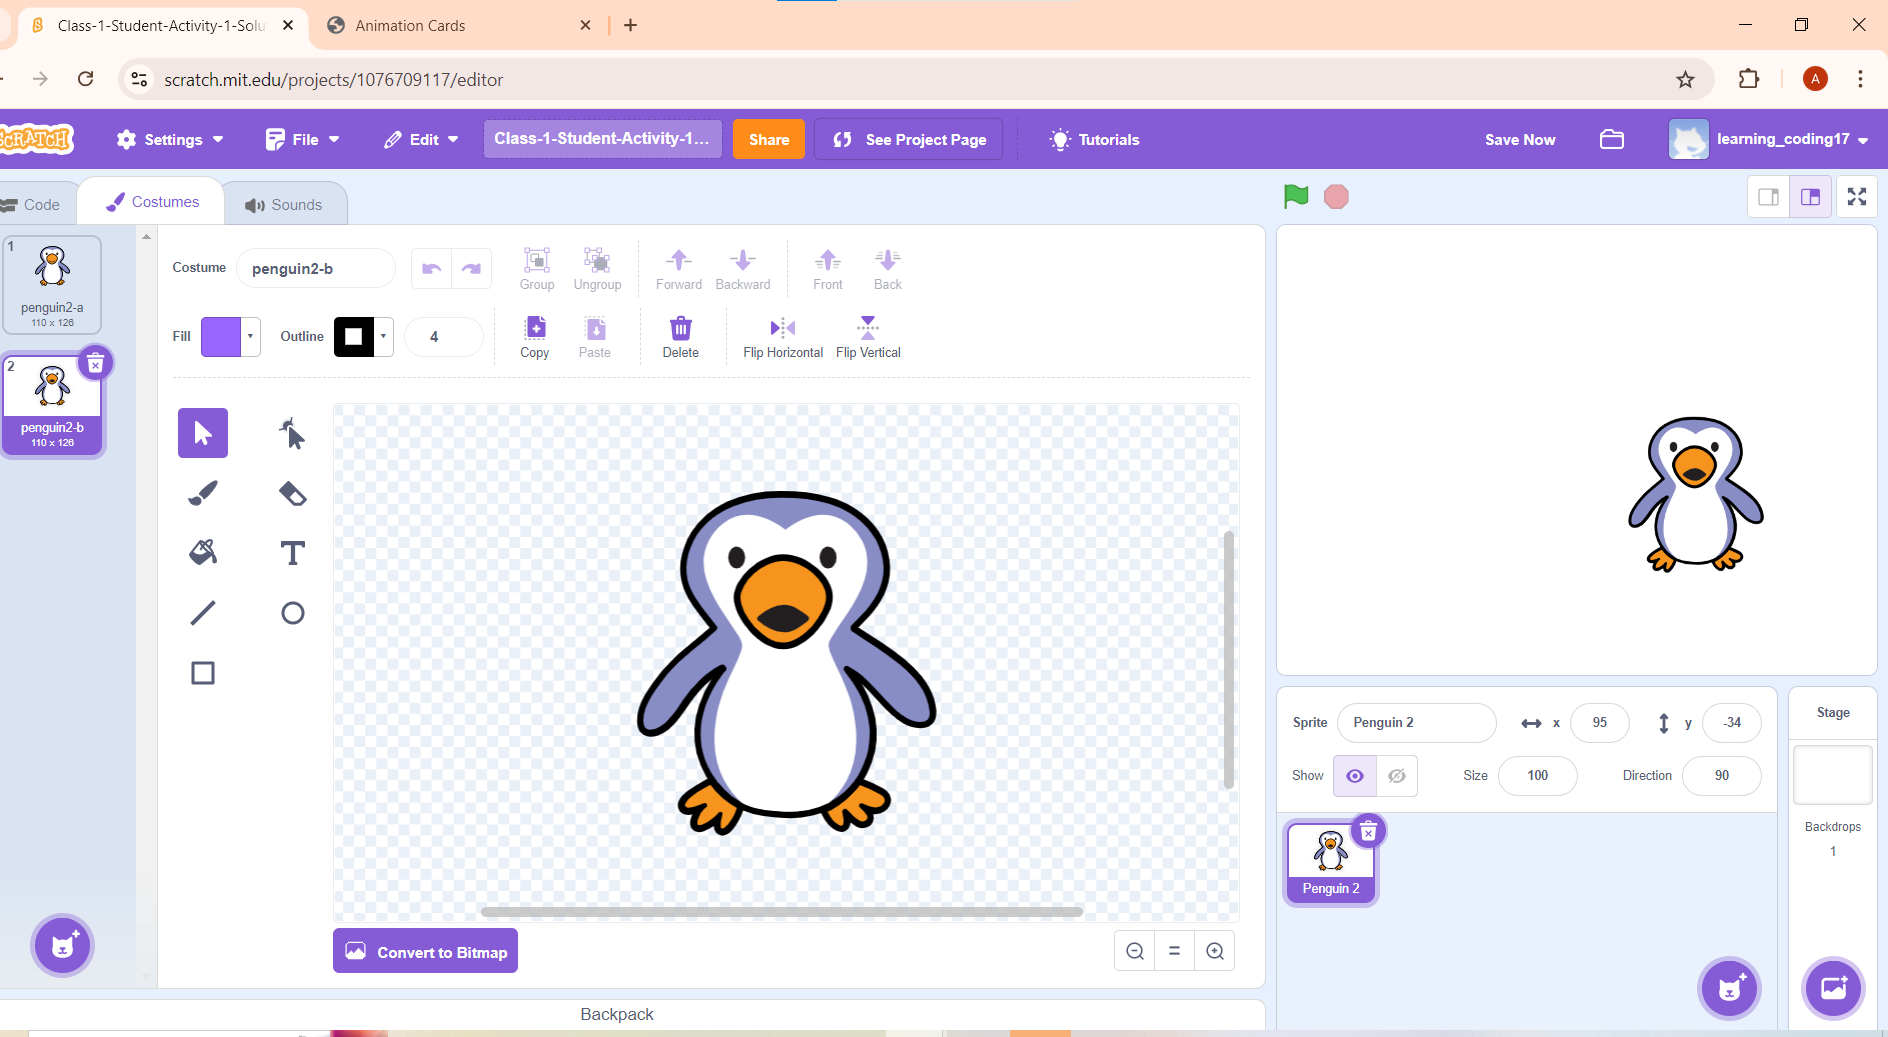 Class-1-Student-Activity-1-Solu
Animation Cards
scratch.mit.edu/projects/1076709117/editor
A
SCRATCH
Settings
File
Edit
Class-1-Student-Activity-1...
Share
See Project Page
Tutorials
Save Now
learning_coding17
Code
Costumes
Sounds
1
penguin2-a
110 x 126
2
penguin2-b
110 x 126
Costume
penguin2-b
Group
Ungroup
Forward
Backward
Front
Back
Fill
Outline
4
Copy
Paste
Delete
Flip Horizontal
Flip Vertical
T
Convert to Bitmap
Backpack
Sprite
Penguin 2
x
95
y
-34
Show
Size
100
Direction
90
Penguin 2
Stage
Backdrops
1